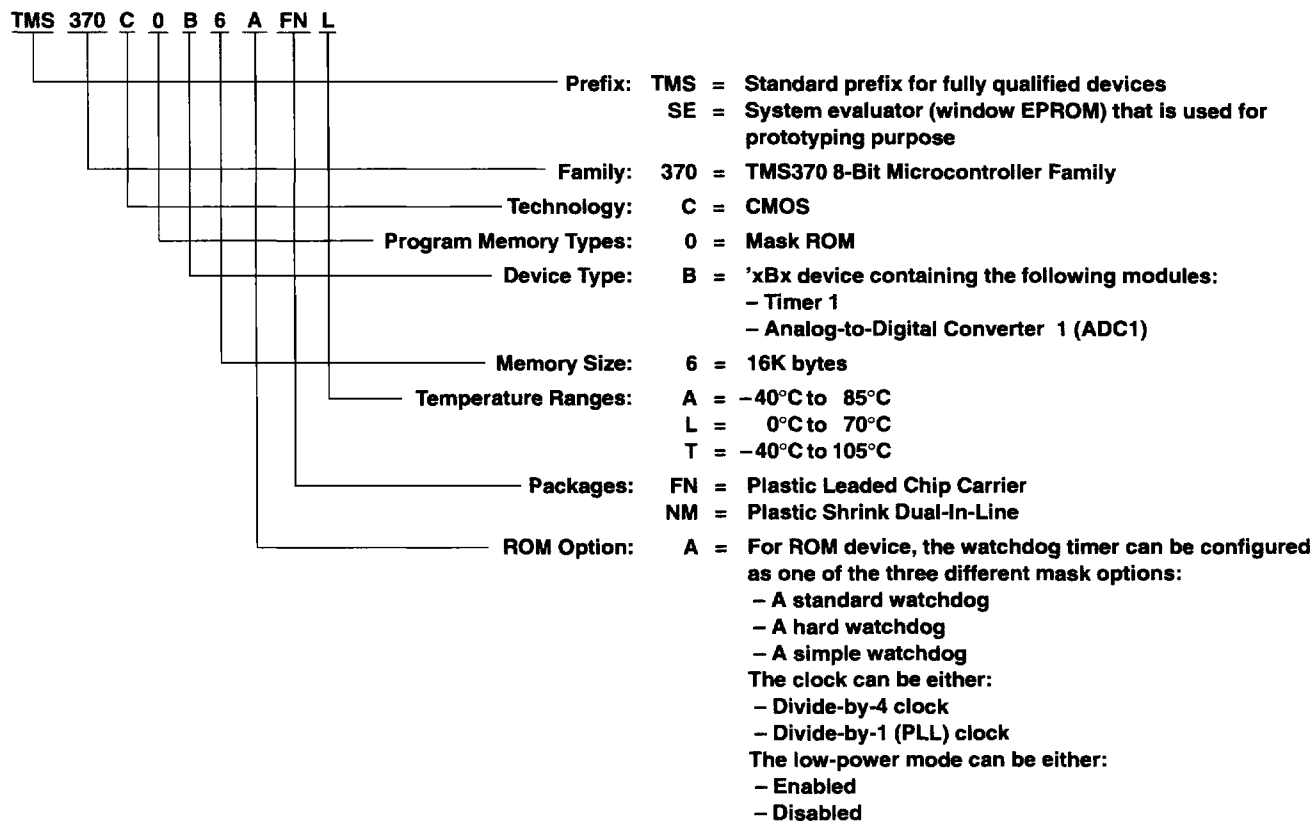 TMS 370 C 0 B 6 A FN L
Prefix: TMS = Standard prefix for fully qualified devices
SE = System evaluator (window EPROM) that is used for
prototyping purpose
Family: 370 = TMS370 8-Bit Microcontroller Family
Technology: C = CMOS
Program Memory Types: 0 = Mask ROM
Device Type: B = 'xBx device containing the following modules:
– Timer 1
– Analog-to-Digital Converter 1 (ADC1)
Memory Size: 6 = 16K bytes
Temperature Ranges: A = –40°C to 85°C
L = 0°C to 70°C
T = –40°C to 105°C
Packages: FN = Plastic Leaded Chip Carrier
NM = Plastic Shrink Dual-In-Line
ROM Option: A = For ROM device, the watchdog timer can be configured
as one of the three different mask options:
– A standard watchdog
– A hard watchdog
– A simple watchdog
The clock can be either:
– Divide-by-4 clock
– Divide-by-1 (PLL) clock
The low-power mode can be either:
– Enabled
– Disabled